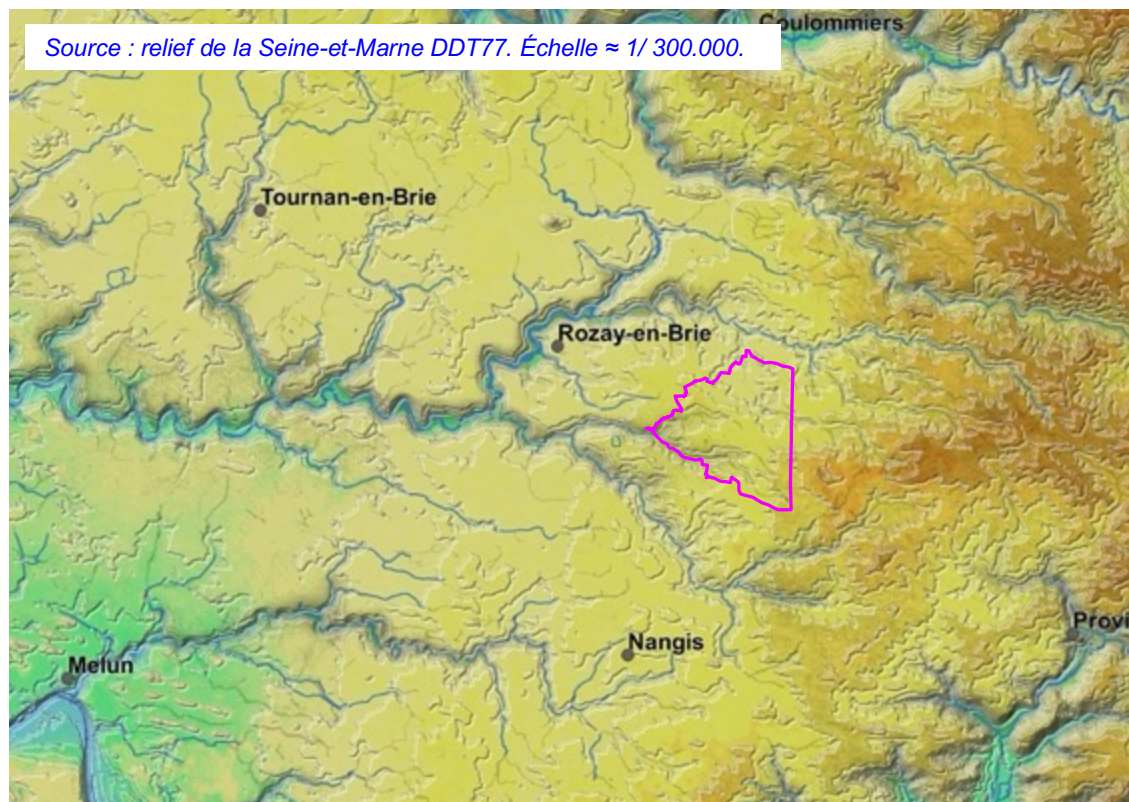 Coulommiers
Source : relief de la Seine-et-Marne DDT77. Échelle ≈ 1/ 300.000.
Tournan-en-Brie
Rozay-en-Brie
Provi
Nangis
Melun